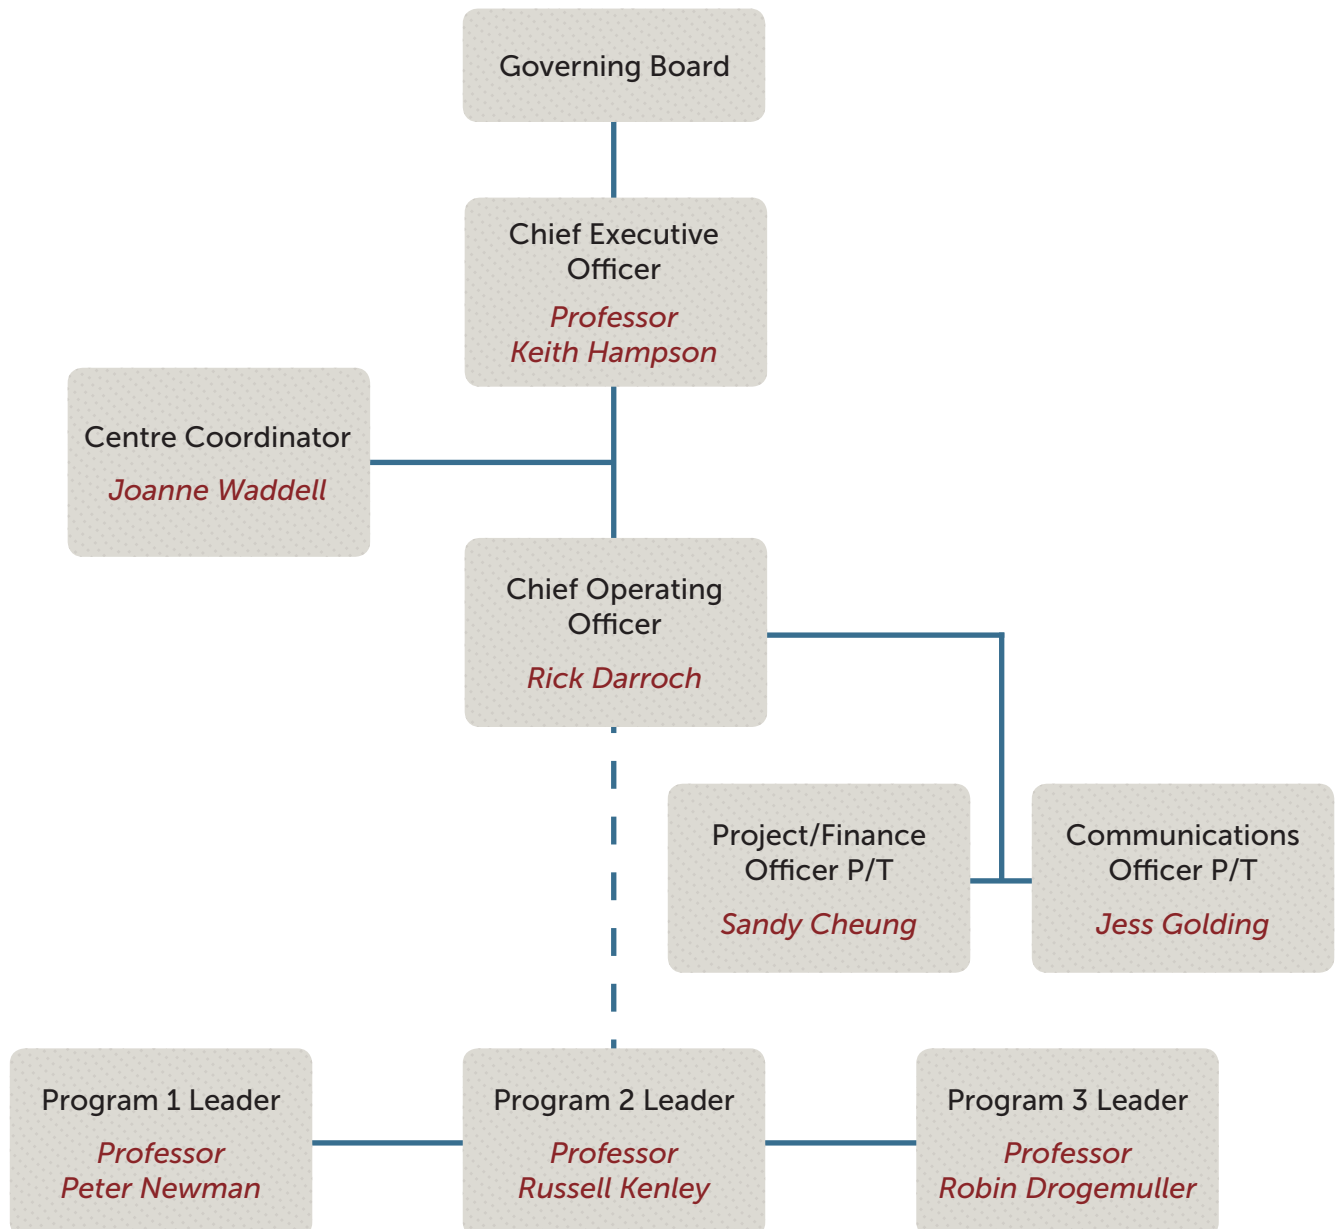 Governing Board
Chief Executive
Officer
Professor
Keith Hampson
Centre Coordinator
Joanne Waddell
Chief Operating
Officer
Rick Darroch
Project/Finance
Officer P/T
Sandy Cheung
Communications
Officer P/T
Jess Golding
Program 1 Leader
Professor
Peter Newman
Program 2 Leader
Professor
Russell Kenley
Program 3 Leader
Professor
Robin Drogemuller